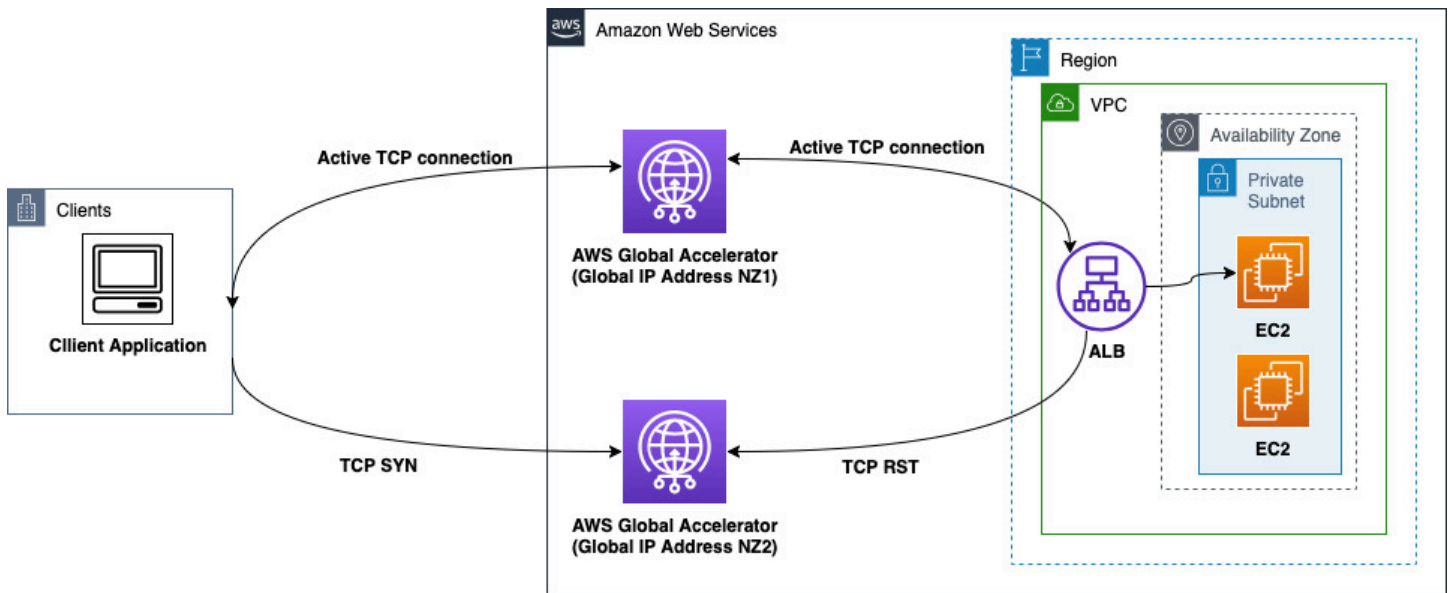 aws
Amazon Web Services
Region
VPC
Availability Zone
Private
Subnet
Active TCP connection
Active TCP connection
Clients
Cllient Application
AWS Global Accelerator
(Global IP Address NZ1)
EC2
ALB
EC2
TCP SYN
TCP RST
AWS Global Accelerator
(Global IP Address NZ2)